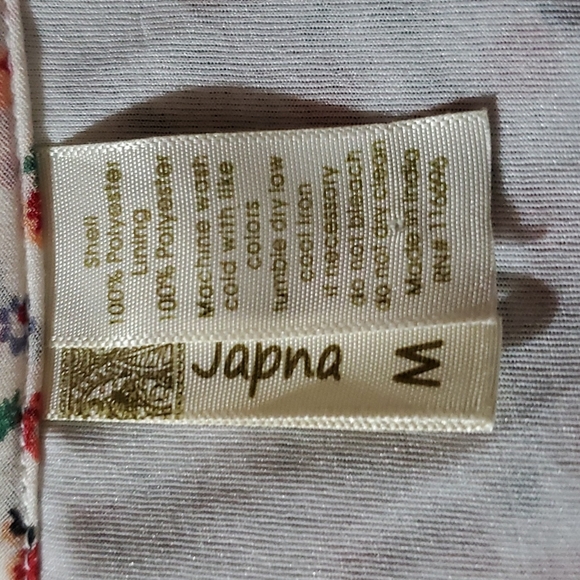 Shell
100% Polyester
Lining
100% Polyester
Machine wash
cold with like
colors
tumble dry low
cool iron
if necessary
do not bleach
do not dry clean
Made in India
RN# 116696
Japna
M